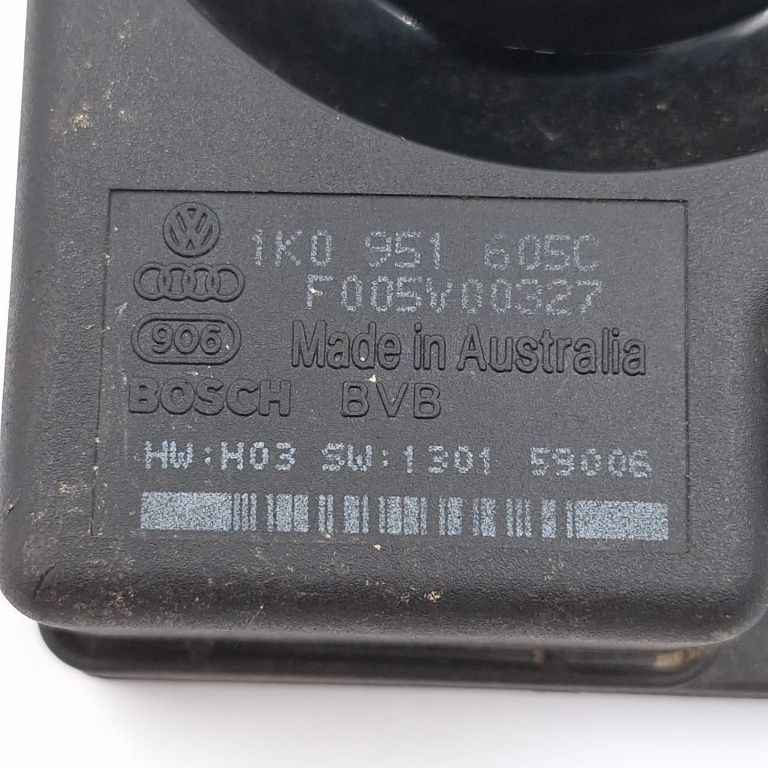 1K0 951 605C
F005V00327
906 Made in Australia
BOSCH BVB
HW:H03 SW:1301 59006